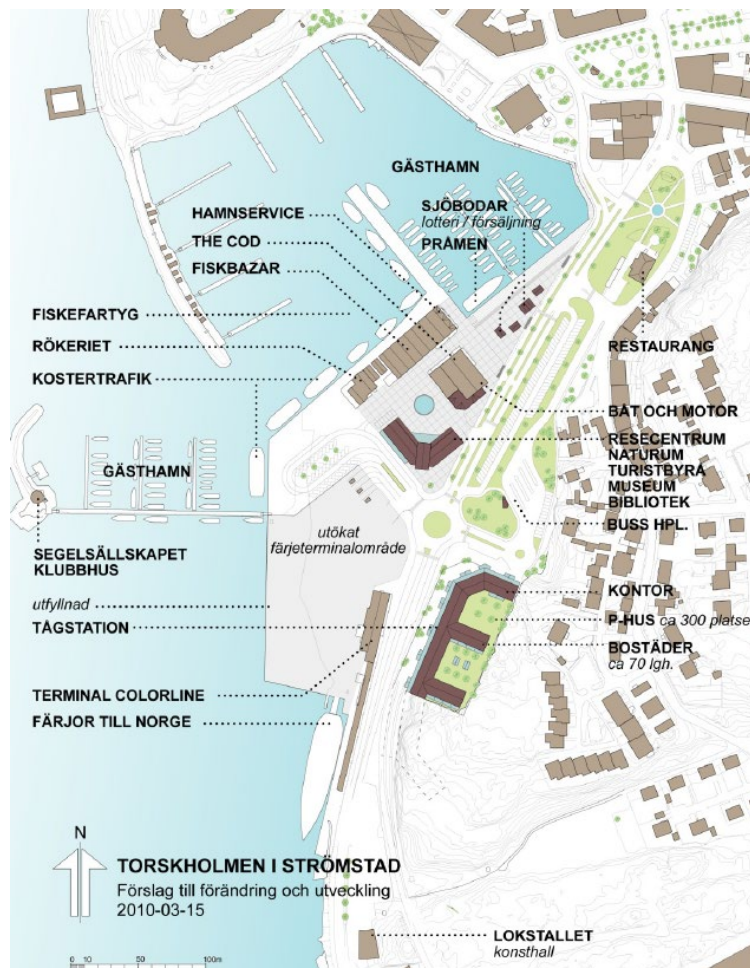 GÄSTHAMN
HAMNSERVICE
THE COD
FISKBAZAR
SJÖBODAR
lotteri / försäljning
PRÅMEN
FISKEFARTYG
RÖKERIET
KOSTERTRAFIK
RESTAURANG
BÅT OCH MOTOR
RESECENTRUM
NATURUM
TURISTBYRÅ
MUSEUM
BIBLIOTEK
BUSS HPL.
GÄSTHAMN
utökat
färjeterminalområde
SEGELSÄLLSKAPET
KLUBBHUS
utfyllnad
TÅGSTATION
KONTOR
P-HUS ca 300 platse
BOSTÄDER
ca 70 lgh.
TERMINAL COLORLINE
FÄRJOR TILL NORGE
N
TORSKHOLMEN I STRÖMSTAD
Förslag till förändring och utveckling
2010-03-15
0 10 50 100m
LOKSTALLET
konsthall